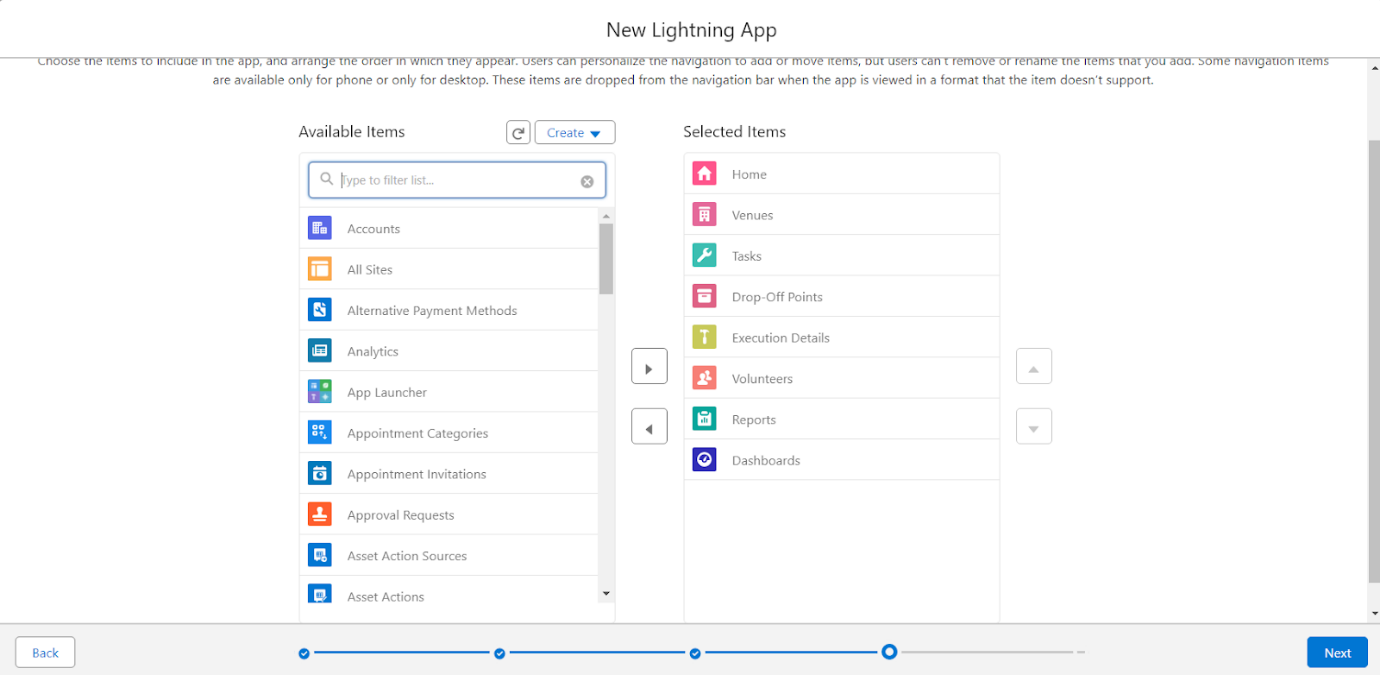 New Lightning App
Choose the items to include in the app, and arrange the order in which they appear. Users can personalize the navigation to add or move items, but users can't remove or rename the items that you add. Some navigation items
are available only for phone or only for desktop. These items are dropped from the navigation bar when the app is viewed in a format that the item doesn't support.
Available Items
Create
Type to filter list...
Accounts
All Sites
Alternative Payment Methods
Analytics
App Launcher
Appointment Categories
Appointment Invitations
Approval Requests
Asset Action Sources
Asset Actions
Selected Items
Home
Venues
Tasks
Drop-Off Points
Execution Details
Volunteers
Reports
Dashboards
Back
Next